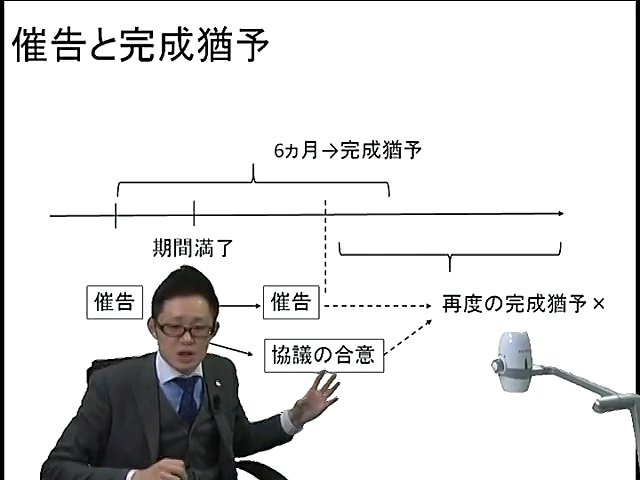 催告と完成猶予
6ヵ月→完成猶予
期間満了
催告
催告
再度の完成猶予×
協議の合意